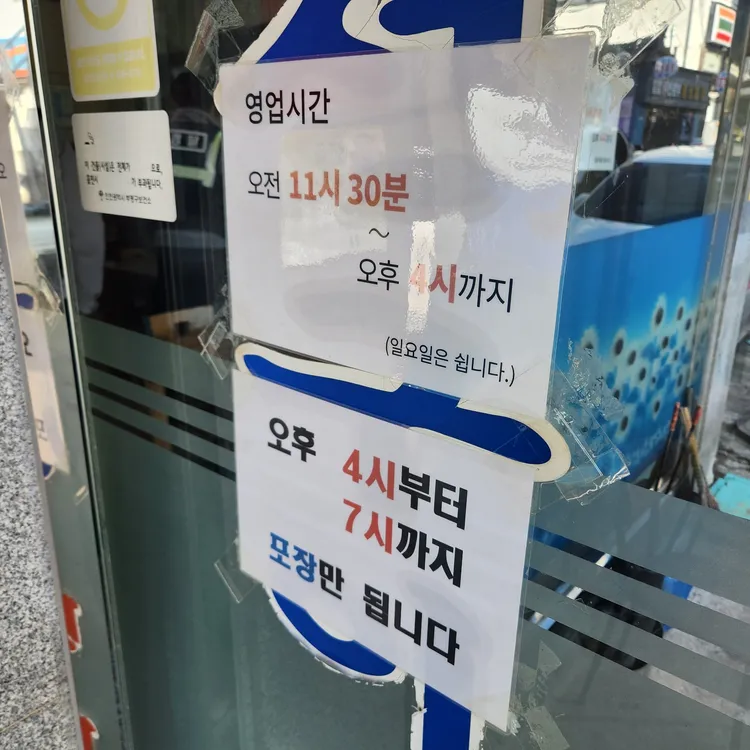 영업시간
오전 11시 30분
~
오후 4시까지
(일요일은 쉽니다.)
오후 4시부터
7시까지
포장만 됩니다